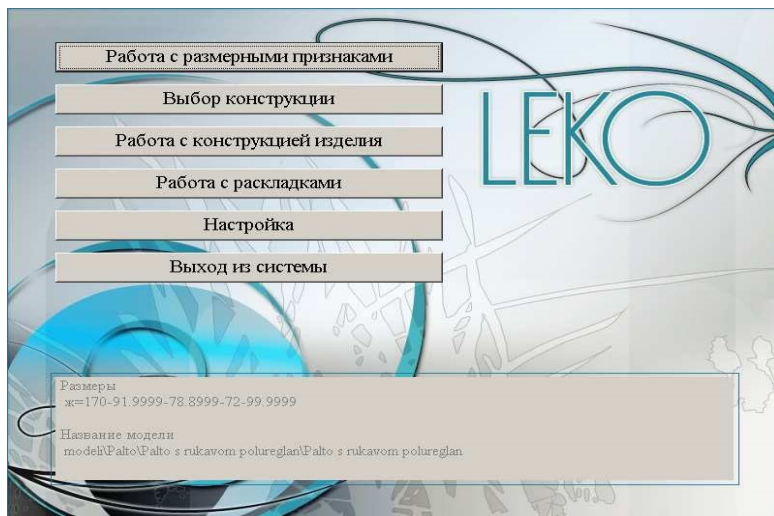 Работа с размерными признаками
Выбор конструкции
Работа с конструкцией изделия
Работа с раскладками
Настройка
Выход из системы
LEKO
Размеры
ж=170-91.9999-78.8999-72-99.9999
Название модели
modeli\Palto\Palto s rukavom polureglan\Palto s rukavom polureglan